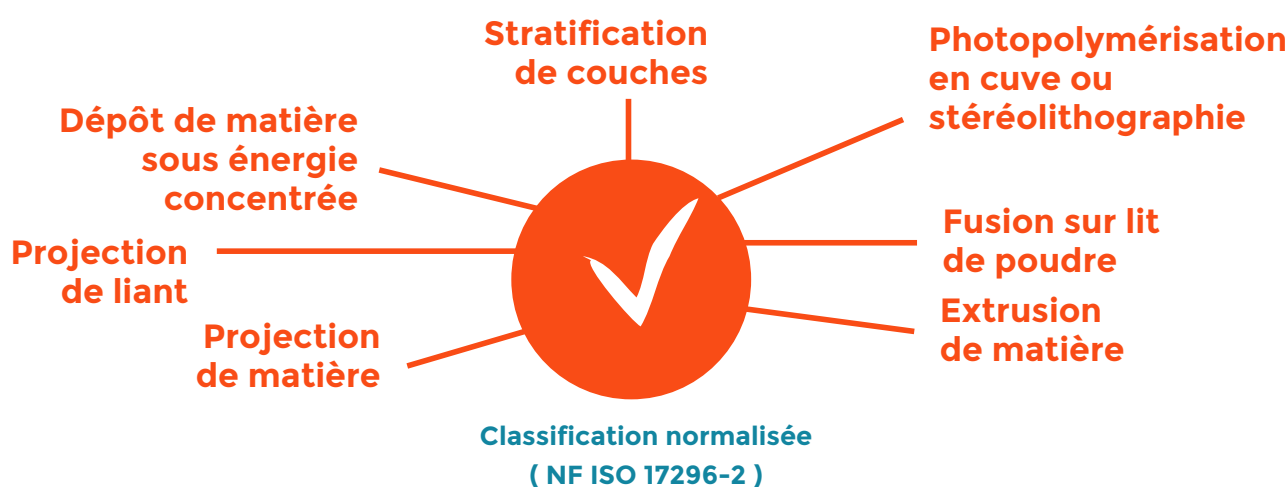 Stratification
de couches
Photopolymérisation
en cuve ou
stéréolithographie
Dépôt de matière
sous énergie
concentrée
Fusion sur lit
de poudre
Projection
de liant
Extrusion
de matière
Projection
de matière
Classification normalisée
( NF ISO 17296-2 )